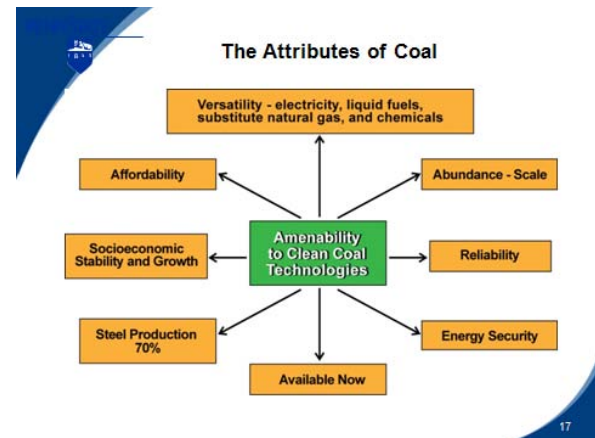 The Attributes of Coal
Versatility - electricity, liquid fuels,
substitute natural gas, and chemicals
Affordability
Abundance - Scale
Amenability
to Clean Coal
Technologies
Socioeconomic
Stability and Growth
Reliability
Steel Production
70%
Energy Security
Available Now
17